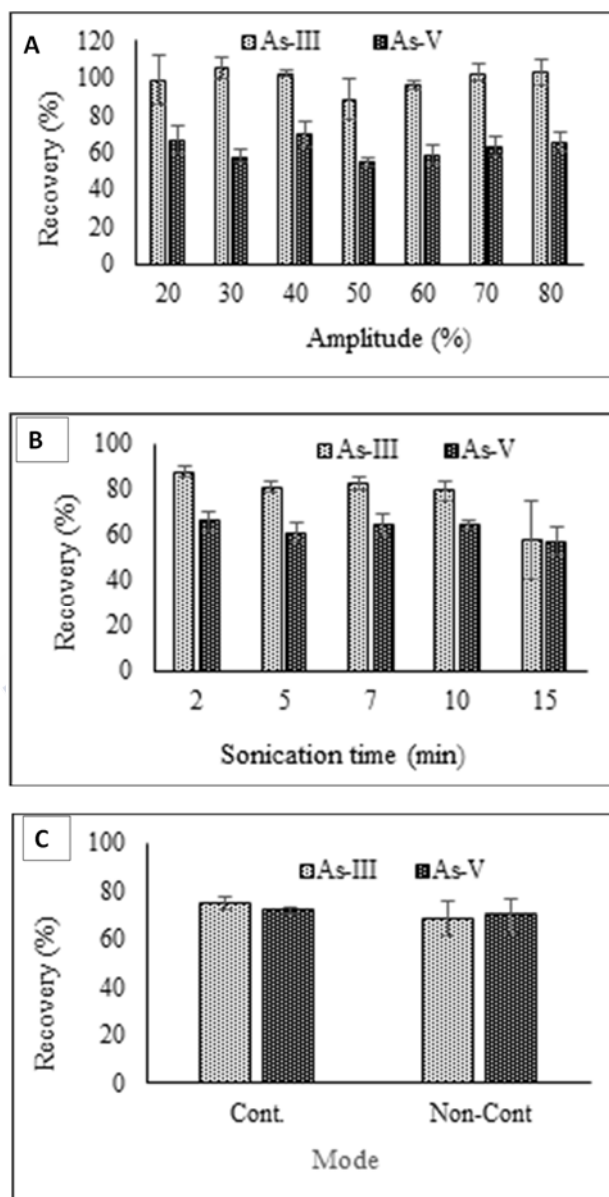 A
As-III As-V
120
100
80
60
40
20
0
Recovery (%)
20 30 40 50 60 70 80
Amplitude (%)
B
As-III As-V
100
80
60
40
20
0
Recovery (%)
2 5 7 10 15
Sonication time (min)
C
As-III As-V
100
80
60
40
20
0
Recovery (%)
Cont. Non-Cont
Mode